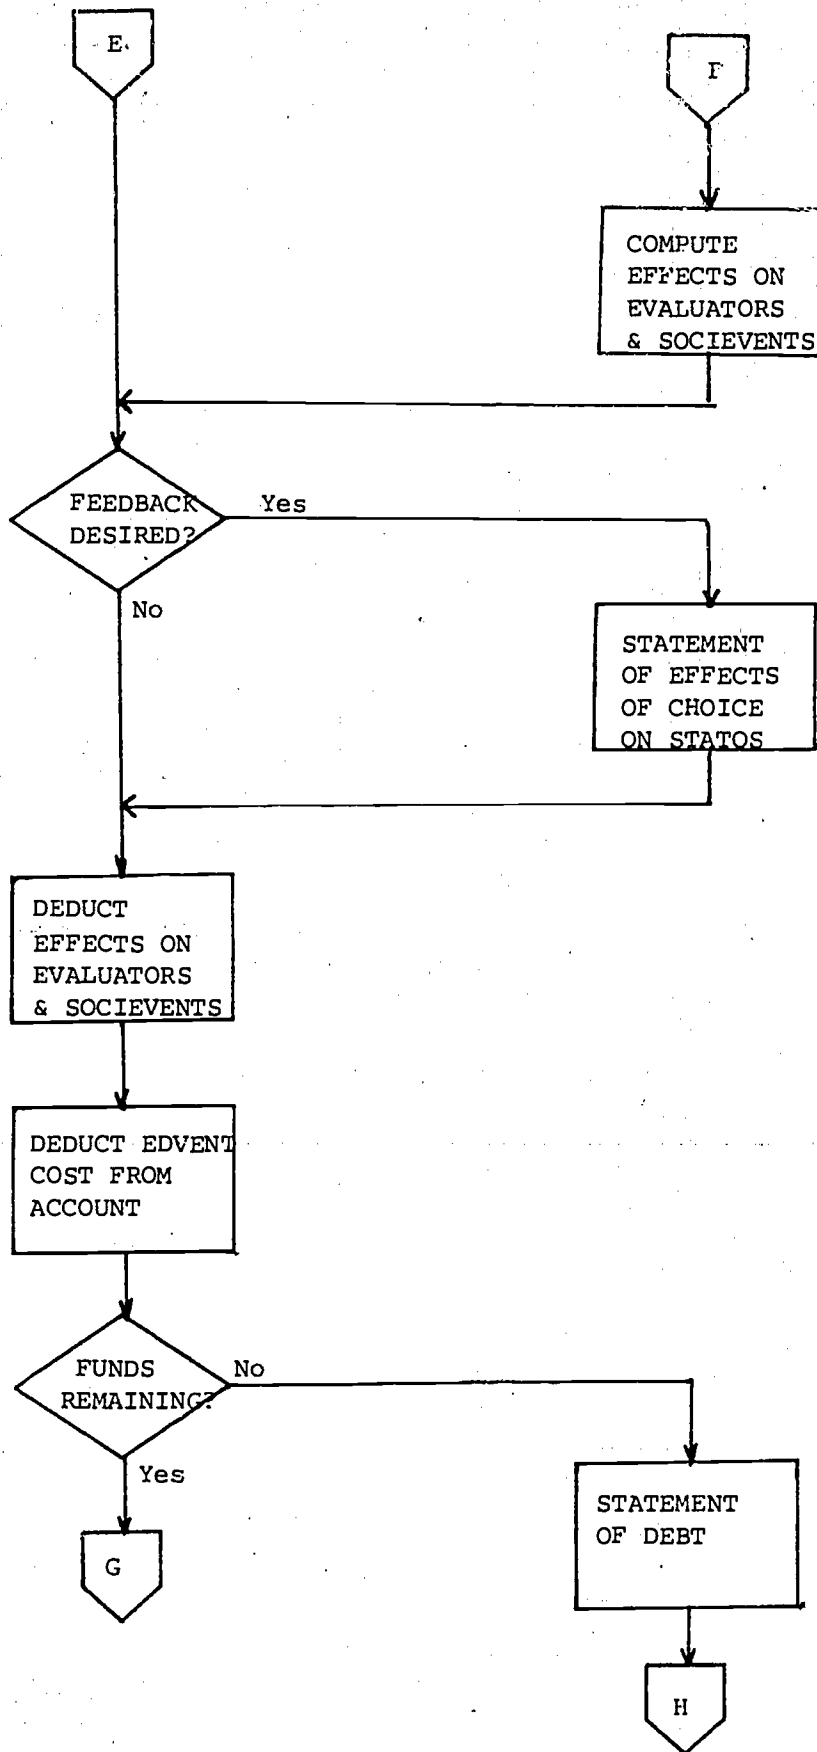 E
F
COMPUTE
EFFECTS ON
EVALUATORS
& SOCIEVENTS
FEEDBACK
DESIRED?
Yes
No
STATEMENT
OF EFFECTS
OF CHOICE
ON STATOS
DEDUCT
EFFECTS ON
EVALUATORS
& SOCIEVENTS
DEDUCT EDVENT
COST FROM
ACCOUNT
FUNDS
REMAINING?
No
Yes
STATEMENT
OF DEBT
G
H